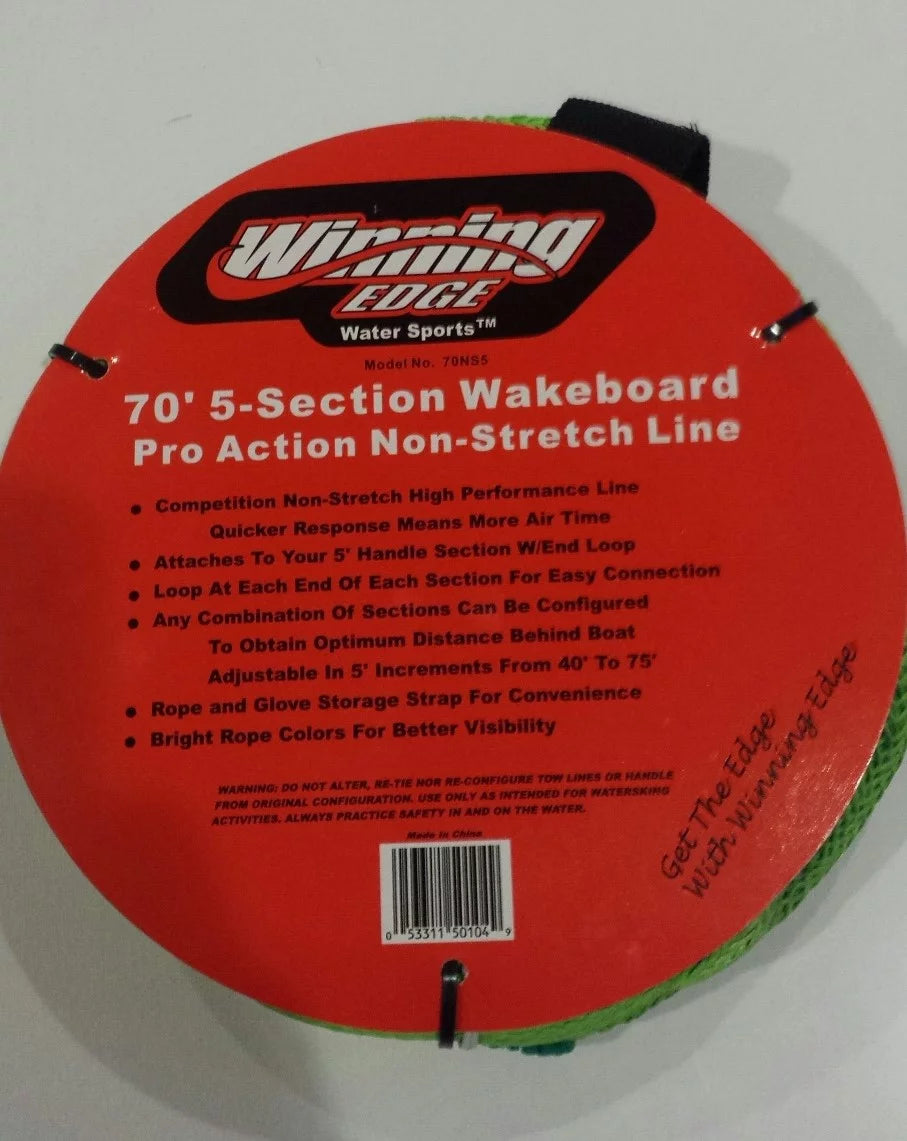 Winning
EDGE
Water Sports™
Model No. 70NS5
70' 5-Section Wakeboard
Pro Action Non-Stretch Line
• Competition Non-Stretch High Performance Line
Quicker Response Means More Air Time
• Attaches To Your 5' Handle Section W/End Loop
• Loop At Each End Of Each Section For Easy Connection
• Any Combination Of Sections Can Be Configured
To Obtain Optimum Distance Behind Boat
Adjustable In 5' Increments From 40' To 75'
• Rope and Glove Storage Strap For Convenience
• Bright Rope Colors For Better Visibility
Get The Edge
With Winning Edge
WARNING: DO NOT ALTER, RE-TIE NOR RE-CONFIGURE TOW LINES OR HANDLE
FROM ORIGINAL CONFIGURATION. USE ONLY AS INTENDED FOR WATERSKING
ACTIVITIES. ALWAYS PRACTICE SAFETY IN AND ON THE WATER.
Made In China
0 53311 50104 9